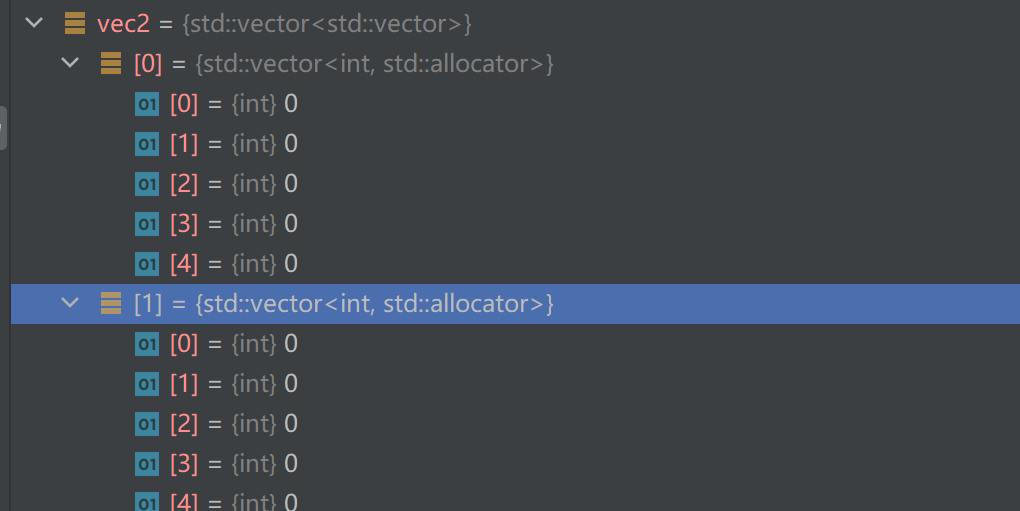 vec2 = {std::vector<std::vector>}
[0] = {std::vector<int, std::allocator>}
01 [0] = {int} 0
01 [1] = {int} 0
01 [2] = {int} 0
01 [3] = {int} 0
01 [4] = {int} 0
[1] = {std::vector<int, std::allocator>}
01 [0] = {int} 0
01 [1] = {int} 0
01 [2] = {int} 0
01 [3] = {int} 0
01 [4] = {int} 0